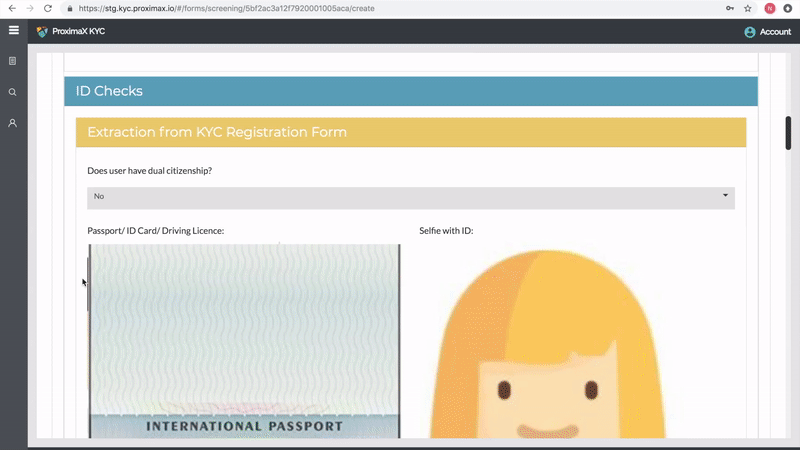 https://stg.kyc.proximax.io/#/forms/screening/5bf2ac3a12f7920001005aca/create
N
ProximaX KYC
Account
ID Checks
Extraction from KYC Registration Form
Does user have dual citizenship?
No
Passport/ ID Card/ Driving Licence:
Selfie with ID:
INTERNATIONAL PASSPORT